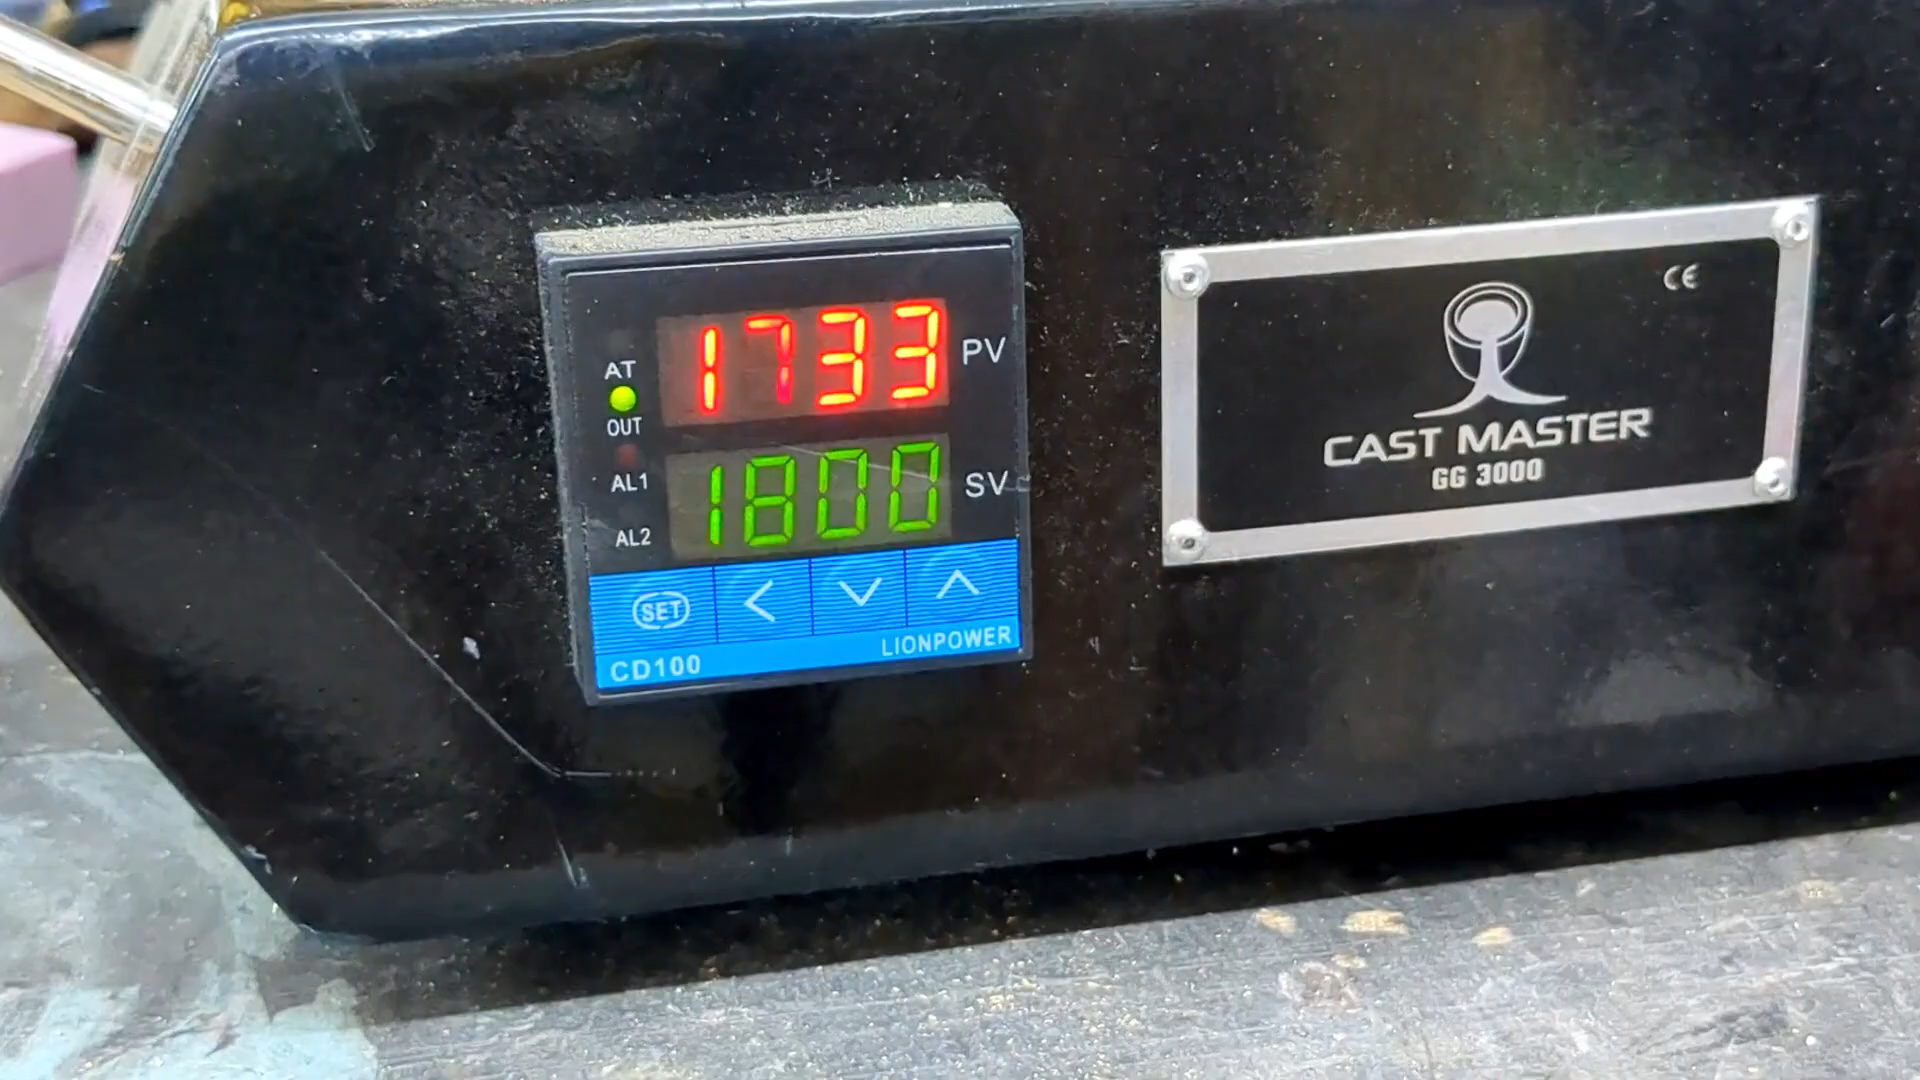 1733 PV
AT
OUT
1800 SV
AL1
AL2
SET
LIONPOWER
CD100
CE
CAST MASTER
GG 3000